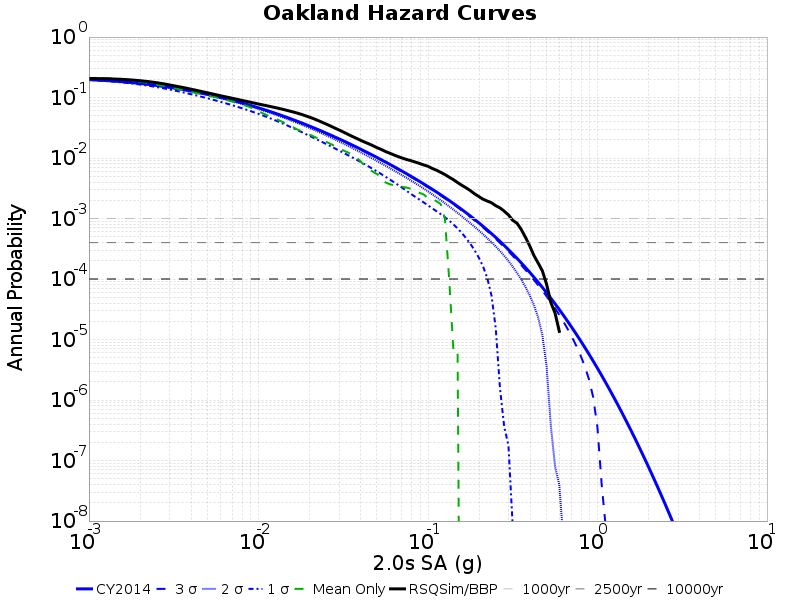 Oakland Hazard Curves
10^0
10^-1
10^-2
10^-3
10^-4
10^-5
10^-6
10^-7
10^-8
Annual Probability
10^-3 10^-2 10^-1 10^0 10^1
2.0s SA (g)
CY2014 3 σ 2 σ 1 σ Mean Only RSQSim/BBP 1000yr 2500yr 10000yr